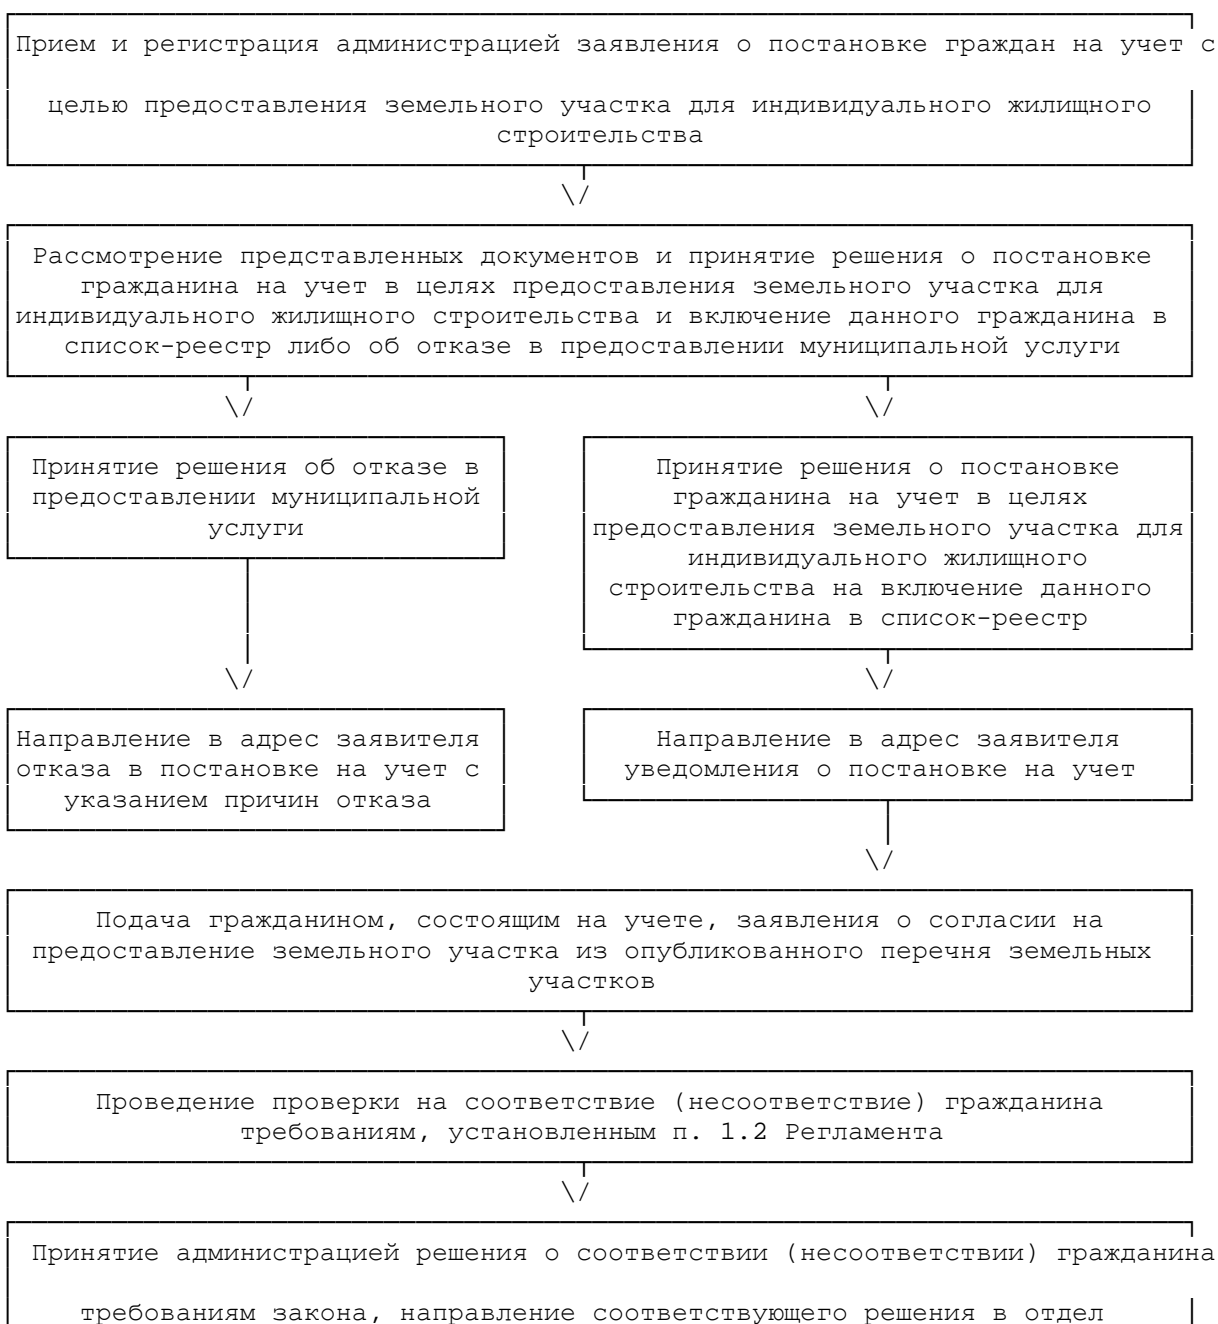 Прием и регистрация администрацией заявления о постановке граждан на учет с
целью предоставления земельного участка для индивидуального жилищного
строительства
\/
Рассмотрение представленных документов и принятие решения о постановке
гражданина на учет в целях предоставления земельного участка для
индивидуального жилищного строительства и включение данного гражданина в
список-реестр либо об отказе в предоставлении муниципальной услуги
\/ \/
Принятие решения об отказе в
предоставлении муниципальной
услуги
Принятие решения о постановке
гражданина на учет в целях
предоставления земельного участка для
индивидуального жилищного
строительства на включение данного
гражданина в список-реестр
\/ \/
Направление в адрес заявителя
отказа в постановке на учет с
указанием причин отказа
Направление в адрес заявителя
уведомления о постановке на учет
\/
Подача гражданином, состоящим на учете, заявления о согласии на
предоставление земельного участка из опубликованного перечня земельных
участков
\/
Проведение проверки на соответствие (несоответствие) гражданина
требованиям, установленным п. 1.2 Регламента
\/
Принятие администрацией решения о соответствии (несоответствии) гражданина
требованиям закона, направление соответствующего решения в отдел